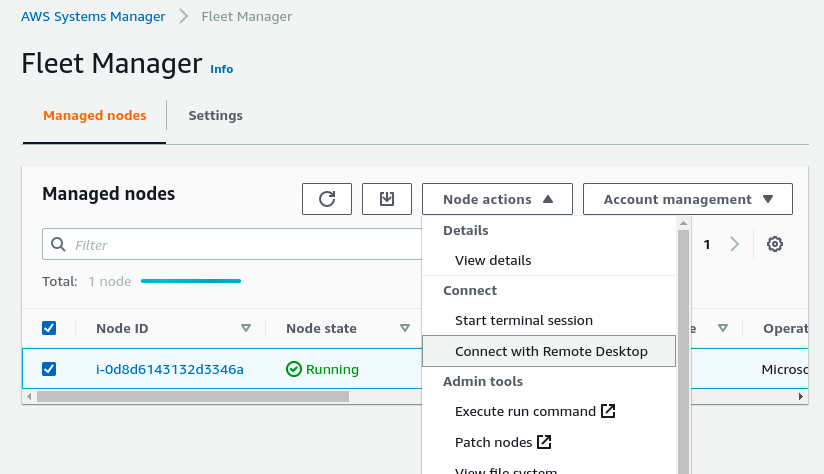 AWS Systems Manager > Fleet Manager
Fleet Manager Info
Managed nodes Settings
Managed nodes Node actions Account management
Filter 1
Total: 1 node
Node ID Node state e Operat
i-0d8d6143132d3346a Running Micros
Details
View details
Connect
Start terminal session
Connect with Remote Desktop
Admin tools
Execute run command
Patch nodes
View file system